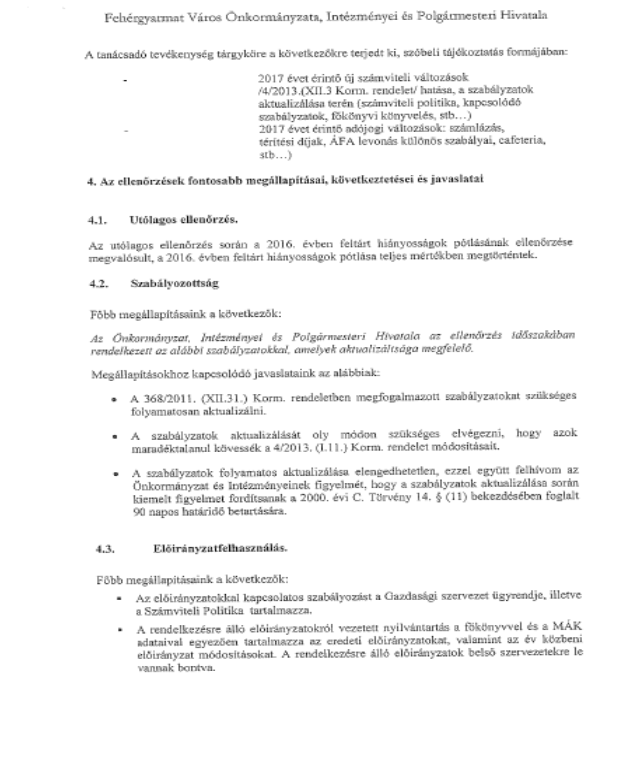 Fehérgyarmat Város Önkormányzata, Intézményei és Polgármesteri Hivatala
A tanácsadó tevékenység tárgyköre a következőkre terjedt ki, szóbeli tájékoztatás formájában:
- 2017 évet érintő új számviteli változások
/4/2013.(XII.3 Korm. rendelet/ hatása, a szabályzatok
aktualizálása terén (számviteli politika, kapcsolódó
szabályzatok, főkönyvi könyvelés, stb...)
- 2017 évet érintő adójogi változások: számlázás,
térítési díjak, ÁFA levonás különös szabályai, cafeteria,
stb...)
4. Az ellenőrzések fontosabb megállapításai, következtetései és javaslatai
4.1. Utólagos ellenőrzés.
Az utólagos ellenőrzés során a 2016. évben feltárt hiányosságok pótlásának ellenőrzése
megvalósult, a 2016. évben feltárt hiányosságok pótlása teljes mértékben megtörténtek.
4.2. Szabályozottság
Főbb megállapításaink a következők:
Az Önkormányzat, Intézményei és Polgármesteri Hivatala az ellenőrzés időszakában
rendelkezett az alábbi szabályzatokkal, amelyek aktualizáltsága megfelelő.
Megállapításokhoz kapcsolódó javaslataink az alábbiak:
• A 368/2011. (XII.31.) Korm. rendeletben megfogalmazott szabályzatokat szükséges
folyamatosan aktualizálni.
• A szabályzatok aktualizálását oly módon szükséges elvégezni, hogy azok
maradéktalanul kövessék a 4/2013. (I.11.) Korm. rendelet módosításait.
• A szabályzatok folyamatos aktualizálása elengedhetetlen, ezzel együtt felhívom az
Önkormányzat és Intézményeinek figyelmét, hogy a szabályzatok aktualizálása során
kiemelt figyelmet fordítsanak a 2000. évi C. Törvény 14. § (11) bekezdésében foglalt
90 napos határidő betartására.
4.3. Előirányzatfelhasználás.
Főbb megállapításaink a következők:
• Az előirányzatokkal kapcsolatos szabályozást a Gazdasági szervezet ügyrendje, illetve
a Számviteli Politika tartalmazza.
• A rendelkezésre álló előirányzatokról vezetett nyilvántartás a főkönyvvel és a MÁK
adataival egyezően tartalmazza az eredeti előirányzatokat, valamint az év közbeni
előirányzat módosításokat. A rendelkezésre álló előirányzatok belső szervezetekre le
vannak bontva.